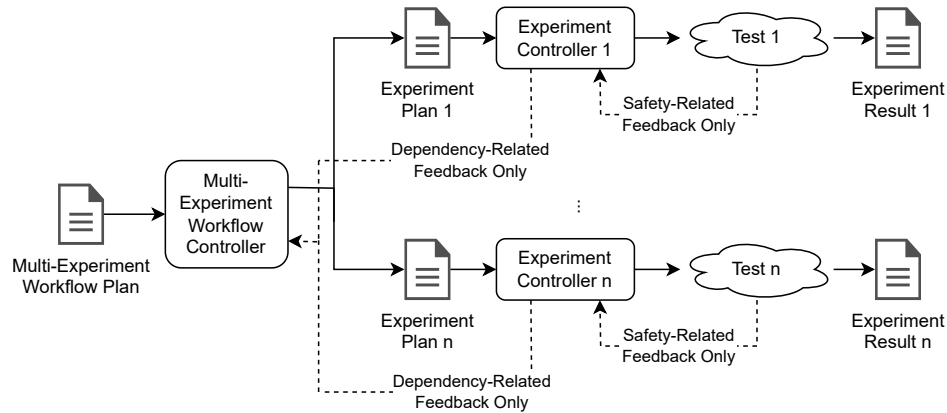 Experiment
Plan 1
Experiment
Controller 1
Test 1
Experiment
Result 1
Safety-Related
Feedback Only
Dependency-Related
Feedback Only
Multi-Experiment
Workflow Plan
Multi-
Experiment
Workflow
Controller
...
Experiment
Plan n
Experiment
Controller n
Test n
Experiment
Result n
Safety-Related
Feedback Only
Dependency-Related
Feedback Only